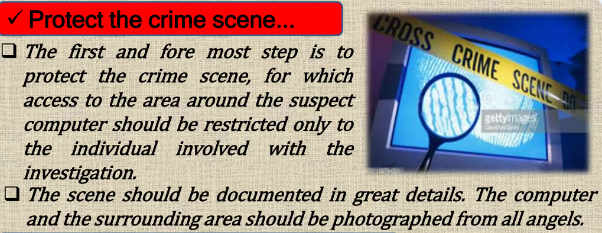 ✓ Protect the crime scene...
❑ The first and fore most step is to
protect the crime scene, for which
access to the area around the suspect
computer should be restricted only to
the individual involved with the
investigation.
CROSS CRIME SCENE DO
gettyimages
❑ The scene should be documented in great details. The computer
and the surrounding area should be photographed from all angels.